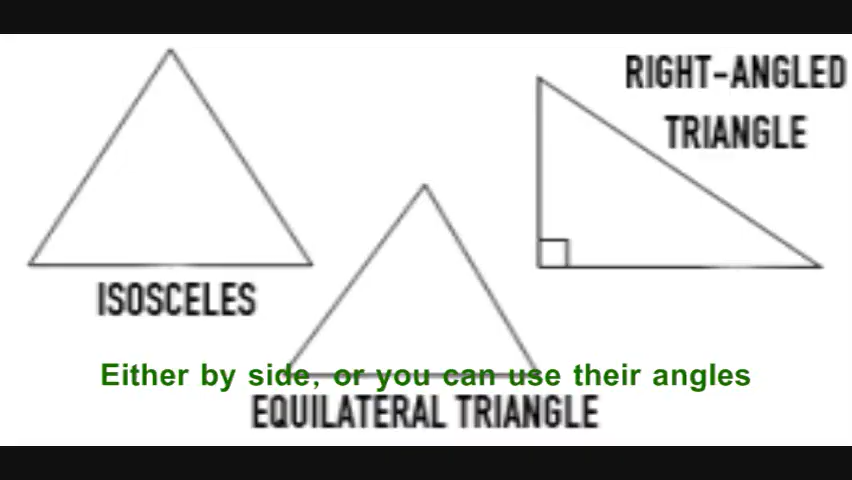 RIGHT-ANGLED
TRIANGLE
ISOSCELES
Either by side, or you can use their angles
EQUILATERAL TRIANGLE